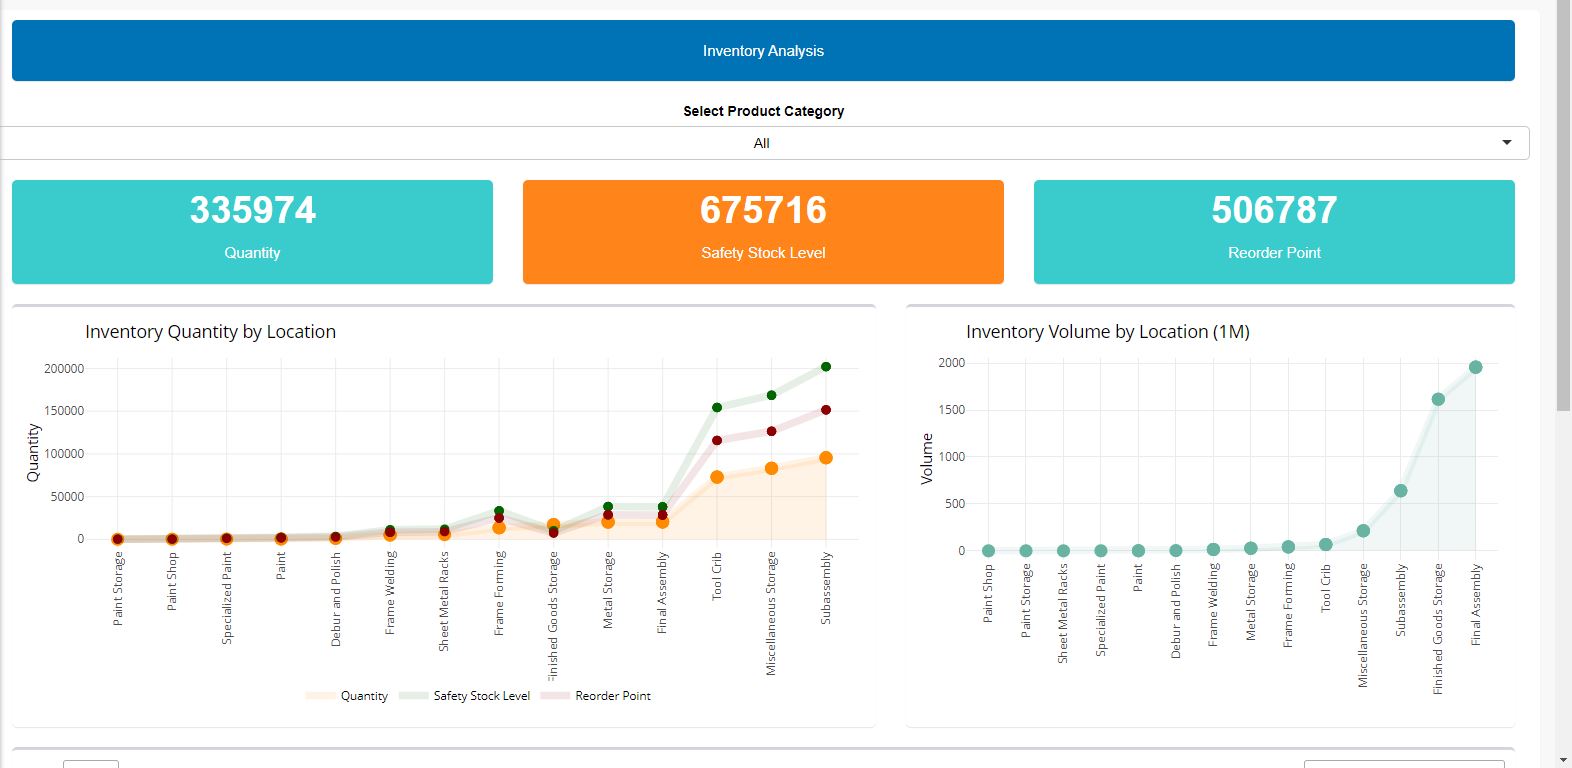 Inventory Analysis
Select Product Category
All
335974
Quantity
675716
Safety Stock Level
506787
Reorder Point
Inventory Quantity by Location
Quantity
200000
150000
100000
50000
0
Paint Storage
Paint Shop
Specialized Paint
Paint
Debur and Polish
Frame Welding
Sheet Metal Racks
Frame Forming
Finished Goods Storage
Metal Storage
Final Assembly
Tool Crib
Miscellaneous Storage
Subassembly
Quantity Safety Stock Level Reorder Point
Inventory Volume by Location (1M)
Volume
2000
1500
1000
500
0
Paint Shop
Paint Storage
Sheet Metal Racks
Specialized Paint
Paint
Debur and Polish
Frame Welding
Metal Storage
Frame Forming
Tool Crib
Miscellaneous Storage
Subassembly
Finished Goods Storage
Final Assembly